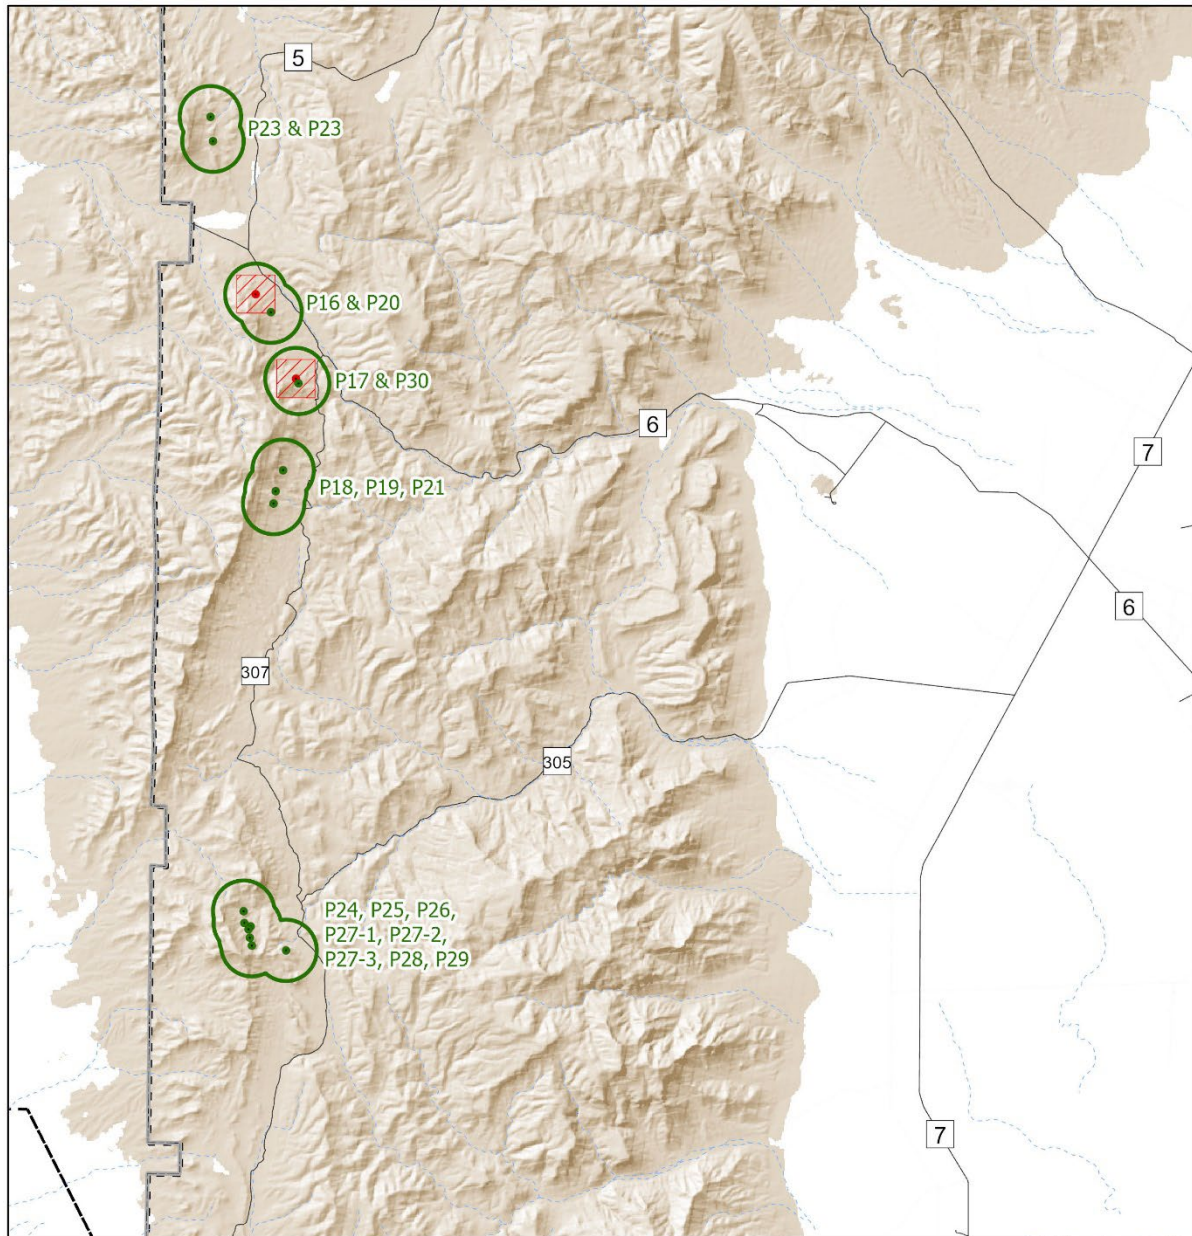 5
P23 & P23
P16 & P20
P17 & P30
6
7
P18, P19, P21
6
307
305
P24, P25, P26,
P27-1, P27-2,
P27-3, P28, P29
7